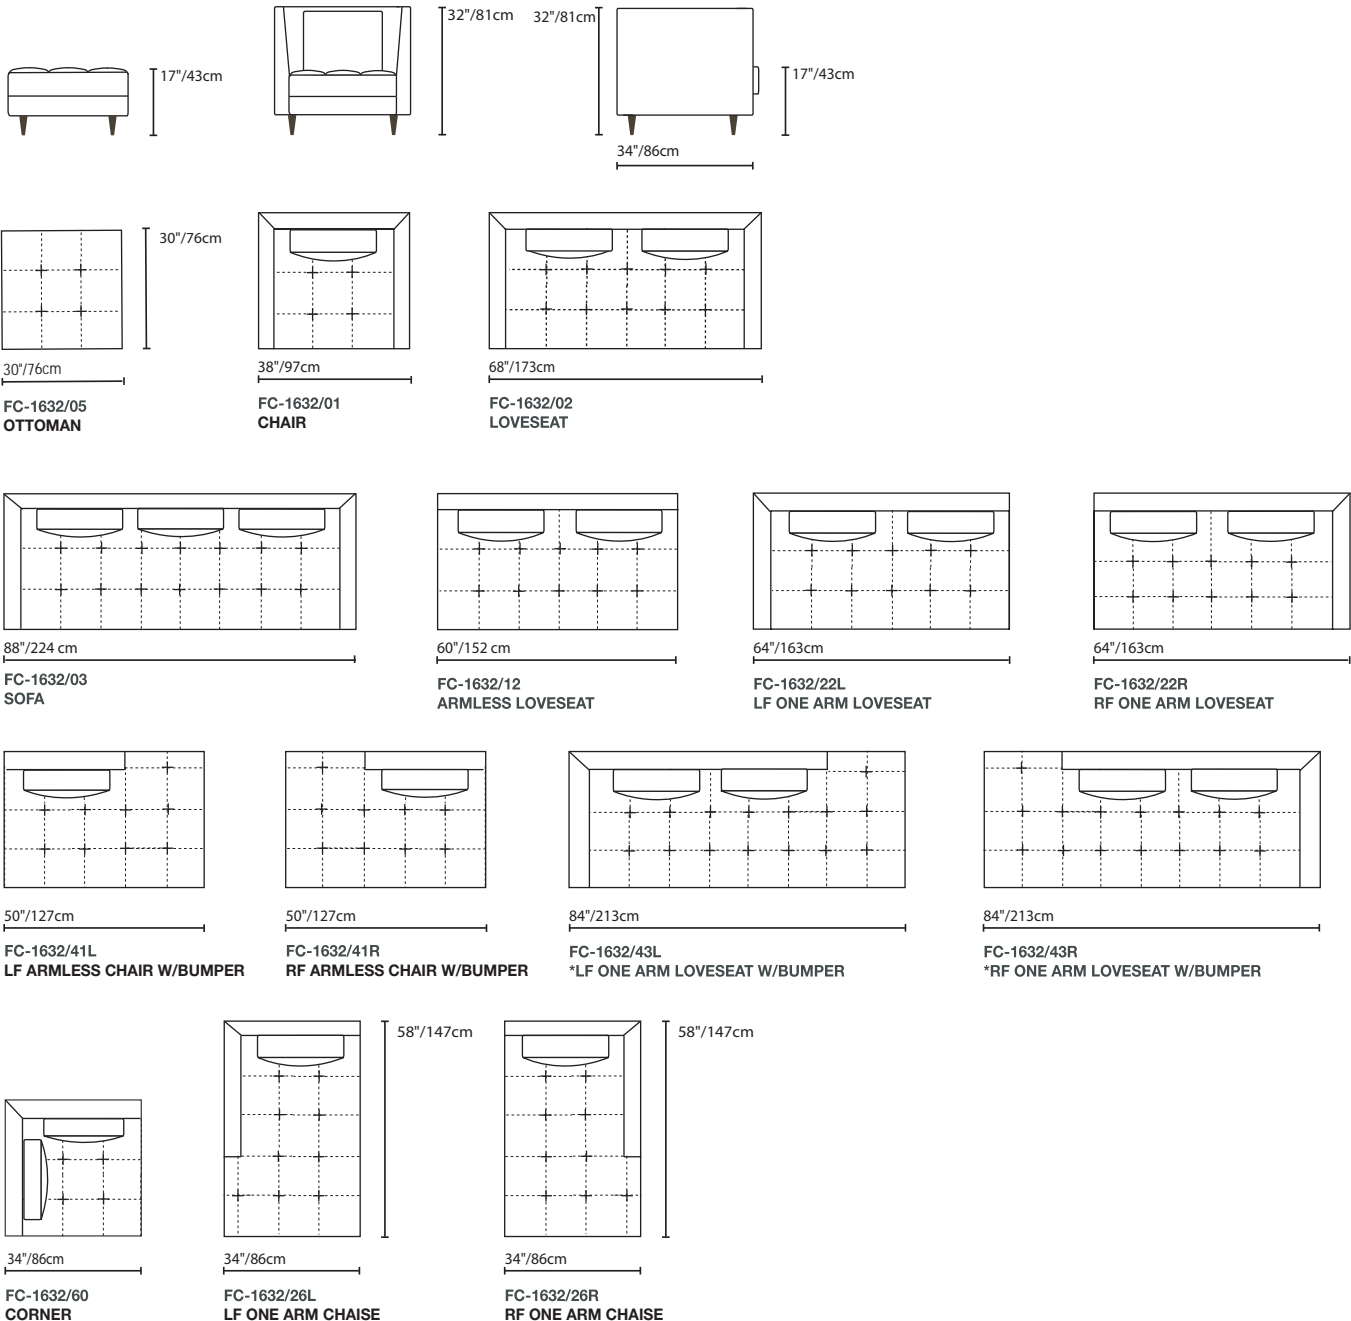 17"/43cm
32"/81cm
32"/81cm
17"/43cm
34"/86cm
30"/76cm
30"/76cm
FC-1632/05
OTTOMAN
38"/97cm
FC-1632/01
CHAIR
68"/173cm
FC-1632/02
LOVESEAT
88"/224 cm
FC-1632/03
SOFA
60"/152 cm
FC-1632/12
ARMLESS LOVESEAT
64"/163cm
FC-1632/22L
LF ONE ARM LOVESEAT
64"/163cm
FC-1632/22R
RF ONE ARM LOVESEAT
50"/127cm
FC-1632/41L
LF ARMLESS CHAIR W/BUMPER
50"/127cm
FC-1632/41R
RF ARMLESS CHAIR W/BUMPER
84"/213cm
FC-1632/43L
*LF ONE ARM LOVESEAT W/BUMPER
84"/213cm
FC-1632/43R
*RF ONE ARM LOVESEAT W/BUMPER
34"/86cm
FC-1632/60
CORNER
58"/147cm
34"/86cm
FC-1632/26L
LF ONE ARM CHAISE
58"/147cm
34"/86cm
FC-1632/26R
RF ONE ARM CHAISE